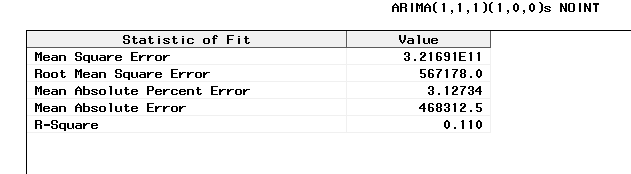 ARIMA(1,1,1)(1,0,0)s NOINT
Statistic of Fit Value
Mean Square Error 3.21691E11
Root Mean Square Error 567178.0
Mean Absolute Percent Error 3.12734
Mean Absolute Error 468312.5
R-Square 0.110